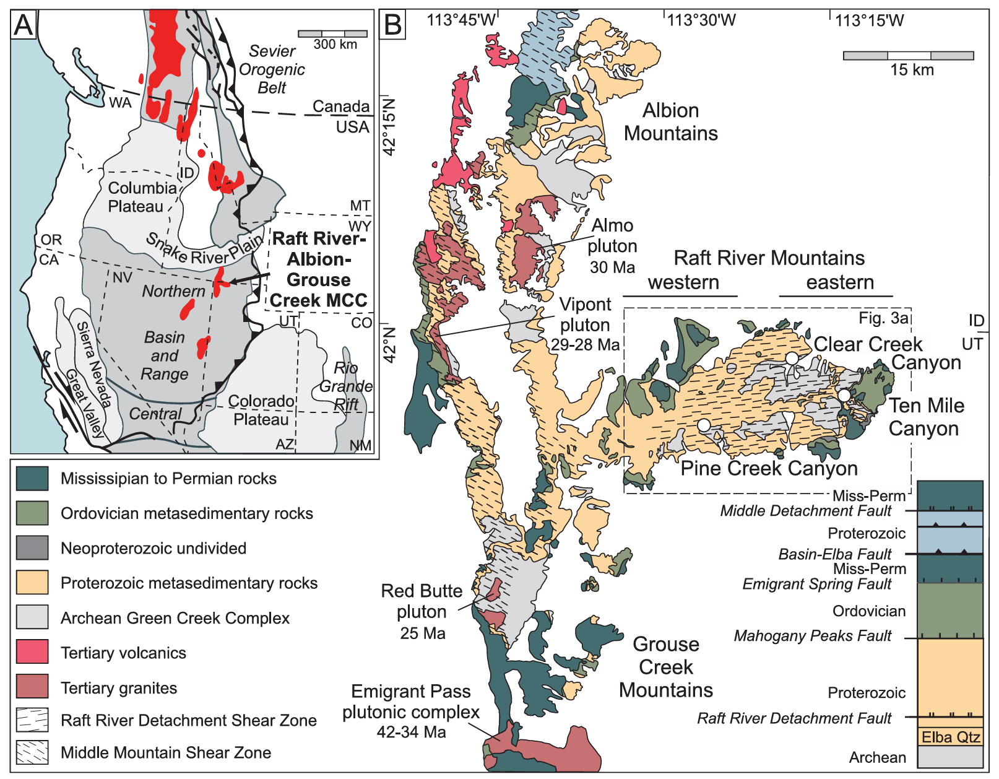 A
300 km
Sevier
Orogenic
Belt
WA
Canada
USA
ID
Columbia
Plateau
MT
WY
OR
CA
Snake River Plain
Raft River-
Albion-
Grouse
Creek MCC
NV
Northern
Basin
and
Range
UT
CO
Sierra Nevada
Great Valley
Rio
Grande
Rift
Central
Colorado
Plateau
AZ
NM
B
113°45'W
113°30'W
113°15'W
15 km
42°15'N
42°N
Albion
Mountains
Almo
pluton
30 Ma
Raft River Mountains
western
eastern
Vipont
pluton
29-28 Ma
Fig. 3a
ID
UT
Clear Creek
Canyon
Ten Mile
Canyon
Pine Creek Canyon
Red Butte
pluton
25 Ma
Grouse
Creek
Mountains
Emigrant Pass
plutonic complex
42-34 Ma
Mississipian to Permian rocks
Ordovician metasedimentary rocks
Neoproterozoic undivided
Proterozoic metasedimentary rocks
Archean Green Creek Complex
Tertiary volcanics
Tertiary granites
Raft River Detachment Shear Zone
Middle Mountain Shear Zone
Miss-Perm
Middle Detachment Fault
Proterozoic
Basin-Elba Fault
Miss-Perm
Emigrant Spring Fault
Ordovician
Mahogany Peaks Fault
Proterozoic
Raft River Detachment Fault
Elba Qtz
Archean